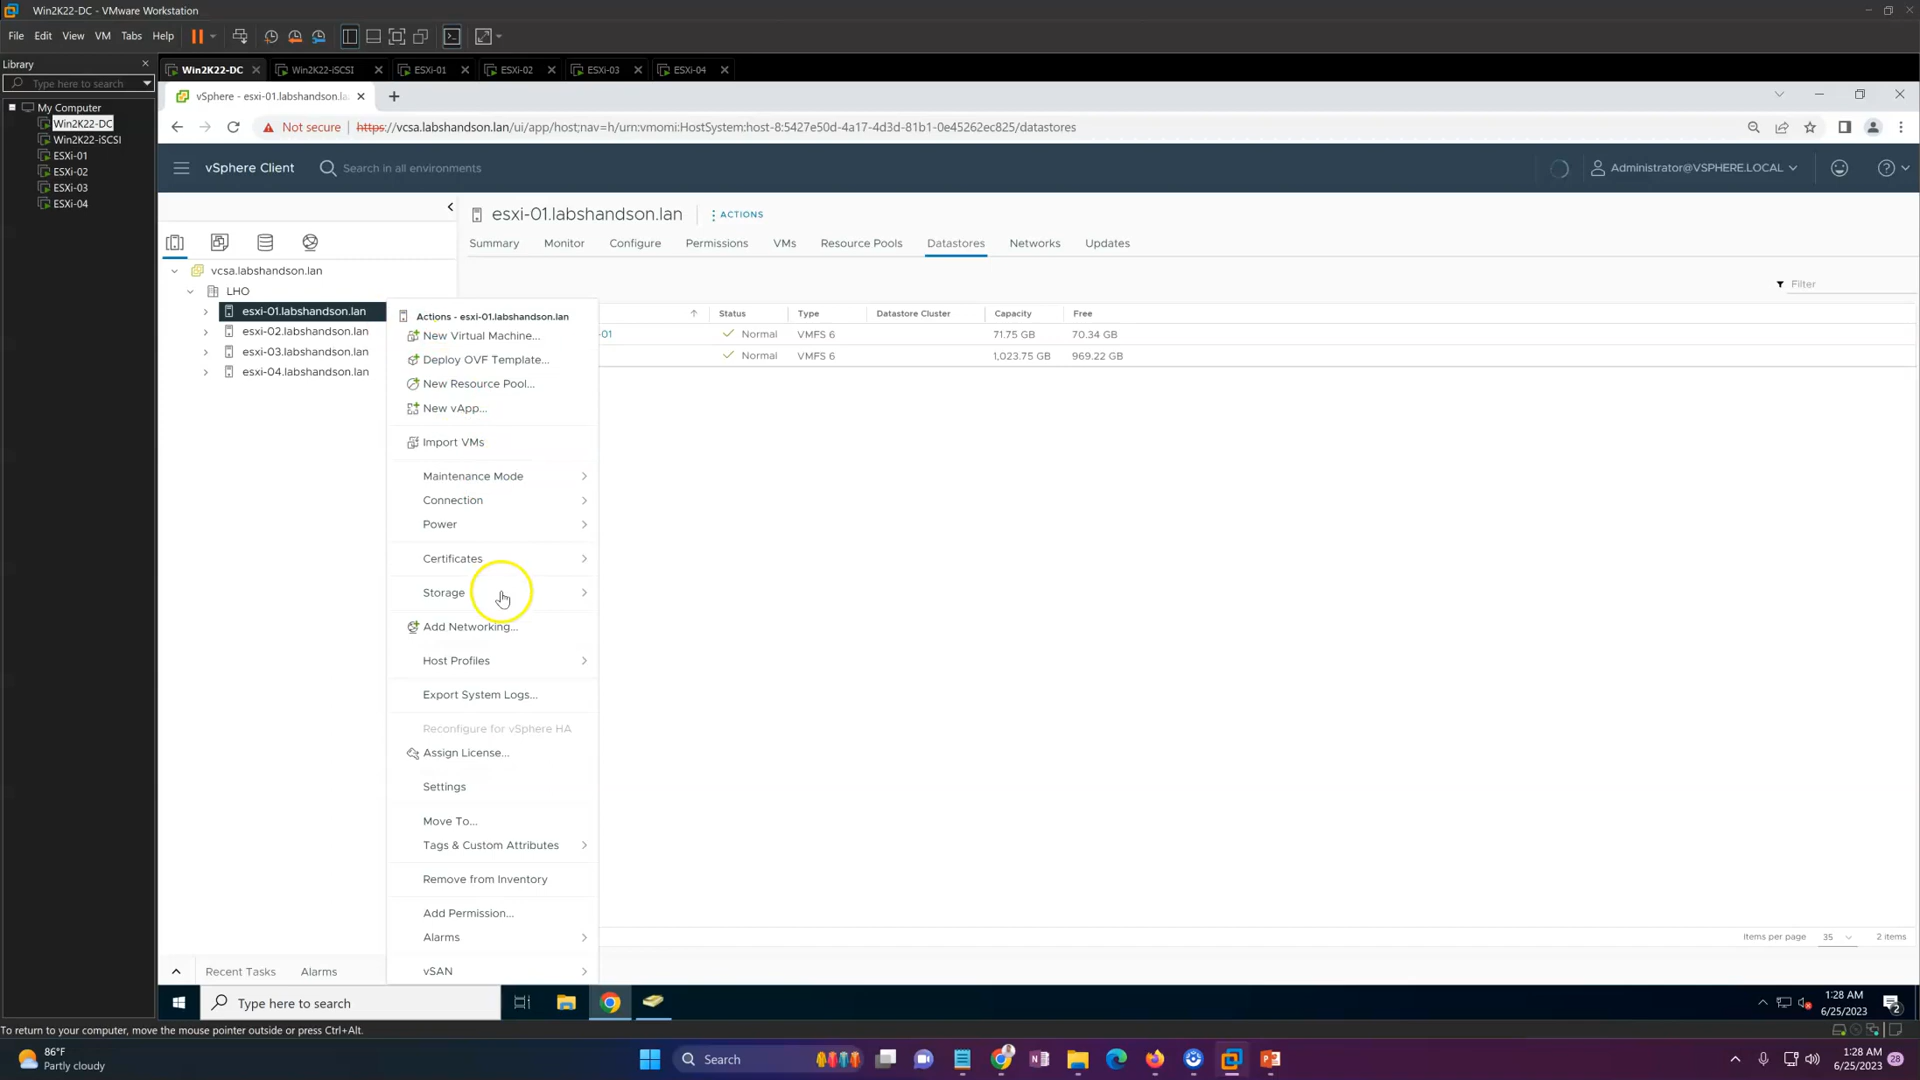 Win2K22-DC - VMware Workstation
File Edit View VM Tabs Help
Library
Type here to search
My Computer
Win2K22-DC
Win2K22-iSCSI
ESXi-01
ESXi-02
ESXi-03
ESXi-04
Win2K22-DC Win2K22-iSCSI ESXi-01 ESXi-02 ESXi-03 ESXi-04
vSphere - esxi-01.labshandson.la
Not secure https://vcsa.labshandson.lan/ui/app/host;nav=h/urn:vmomi:HostSystem:host-8:5427e50d-4a17-4d3d-81b1-0e45262ec825/datastores
vSphere Client Search in all environments Administrator@VSPHERE.LOCAL
vcsa.labshandson.lan
LHO
esxi-01.labshandson.lan
esxi-02.labshandson.lan
esxi-03.labshandson.lan
esxi-04.labshandson.lan
esxi-01.labshandson.lan ACTIONS
Summary Monitor Configure Permissions VMs Resource Pools Datastores Networks Updates
Filter
Status Type Datastore Cluster Capacity Free
-01 Normal VMFS 6 71.75 GB 70.34 GB
Normal VMFS 6 1,023.75 GB 969.22 GB
Actions - esxi-01.labshandson.lan
New Virtual Machine...
Deploy OVF Template...
New Resource Pool...
New vApp...
Import VMs
Maintenance Mode
Connection
Power
Certificates
Storage
Add Networking...
Host Profiles
Export System Logs...
Reconfigure for vSphere HA
Assign License...
Settings
Move To...
Tags & Custom Attributes
Remove from Inventory
Add Permission...
Alarms
vSAN
Items per page 35 2 items
Recent Tasks Alarms
Type here to search
1:28 AM
6/25/2023
2
To return to your computer, move the mouse pointer outside or press Ctrl+Alt.
86°F
Partly cloudy
Search
1:28 AM
6/25/2023
28